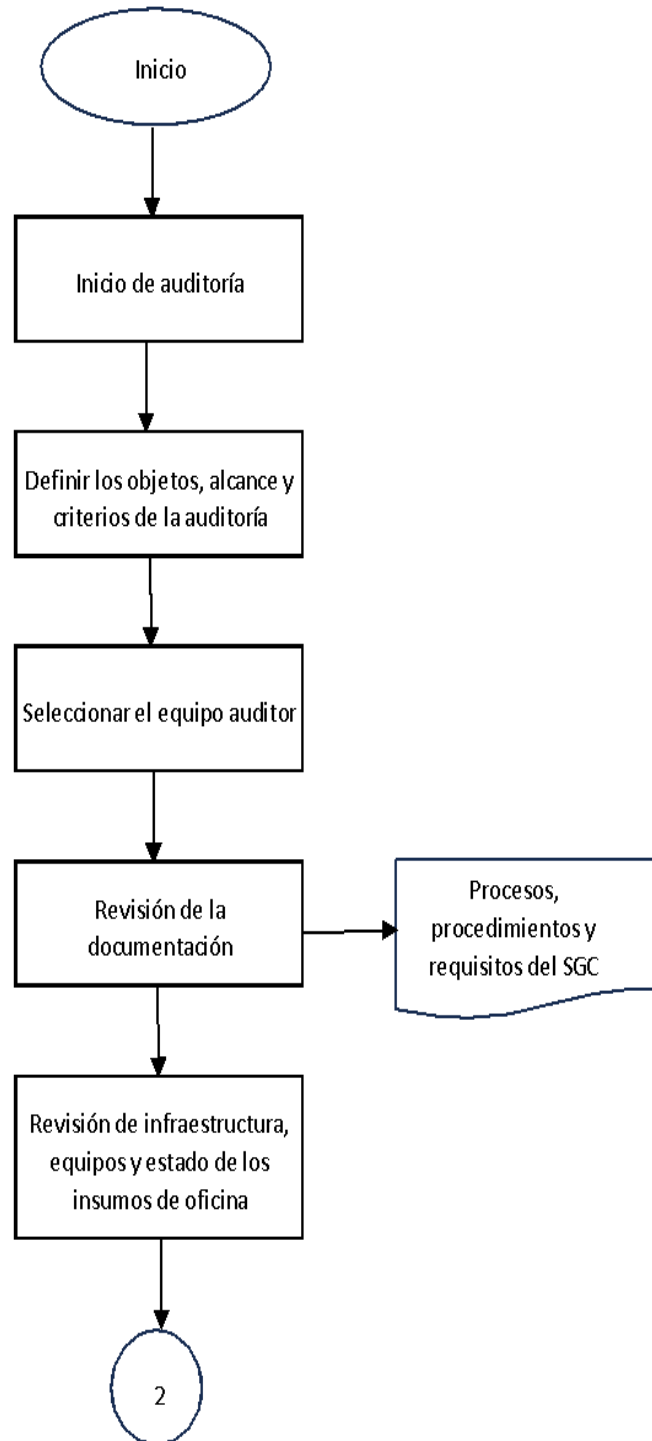 Inicio
Inicio de auditoría
Definir los objetos, alcance y
criterios de la auditoría
Seleccionar el equipo auditor
Revisión de la
documentación
Procesos,
procedimientos y
requisitos del SGC
Revisión de infraestructura,
equipos y estado de los
insumos de oficina
2